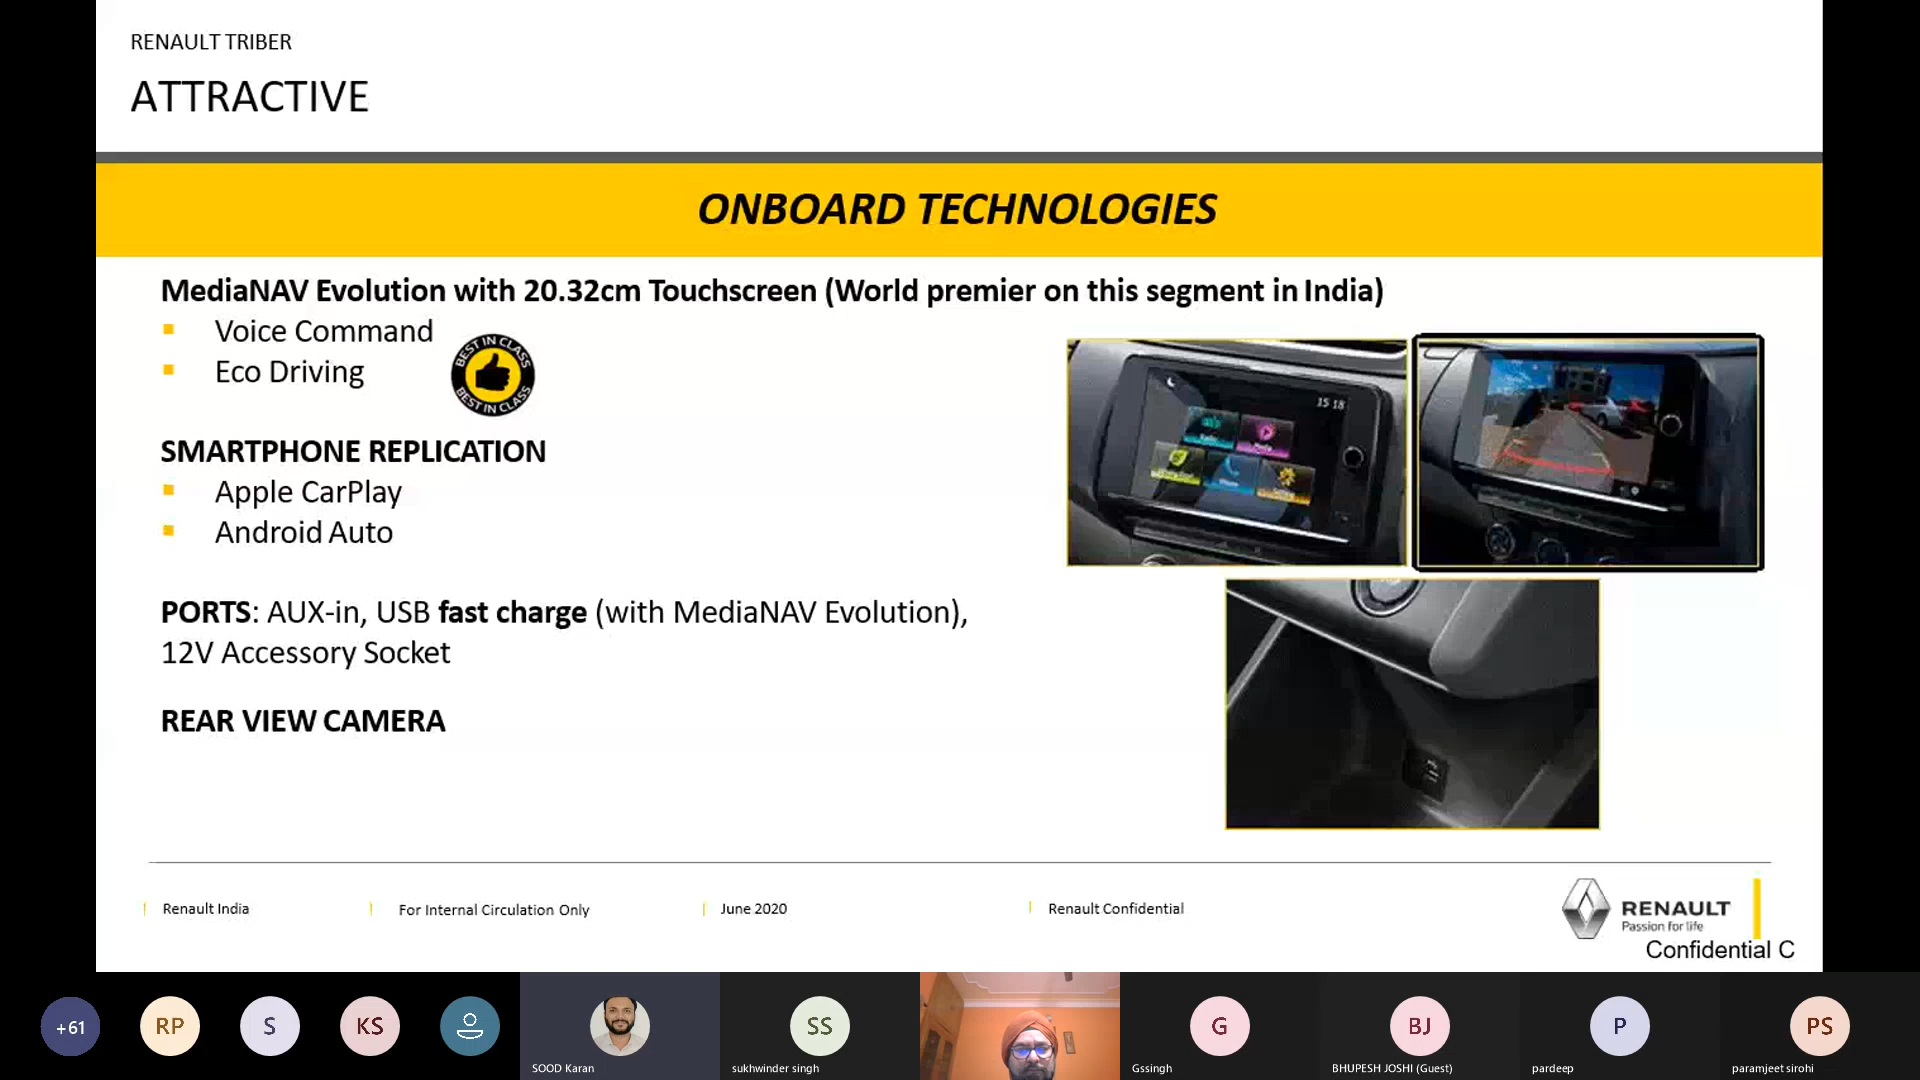 RENAULT TRIBER
ATTRACTIVE
ONBOARD TECHNOLOGIES
MediaNAV Evolution with 20.32cm Touchscreen (World premier on this segment in India)
Voice Command
Eco Driving
BEST IN CLASS
BEST IN CLASS
SMARTPHONE REPLICATION
Apple CarPlay
Android Auto
15 18
PORTS: AUX-in, USB fast charge (with MediaNAV Evolution),
12V Accessory Socket
REAR VIEW CAMERA
Renault India
For Internal Circulation Only
June 2020
Renault Confidential
RENAULT
Passion for life
Confidential C
+61
RP
S
KS
SOOD Karan
SS
sukhwinder singh
G
Gssingh
BJ
BHUPESH JOSHI (Guest)
P
pardeep
PS
paramjeet sirohi